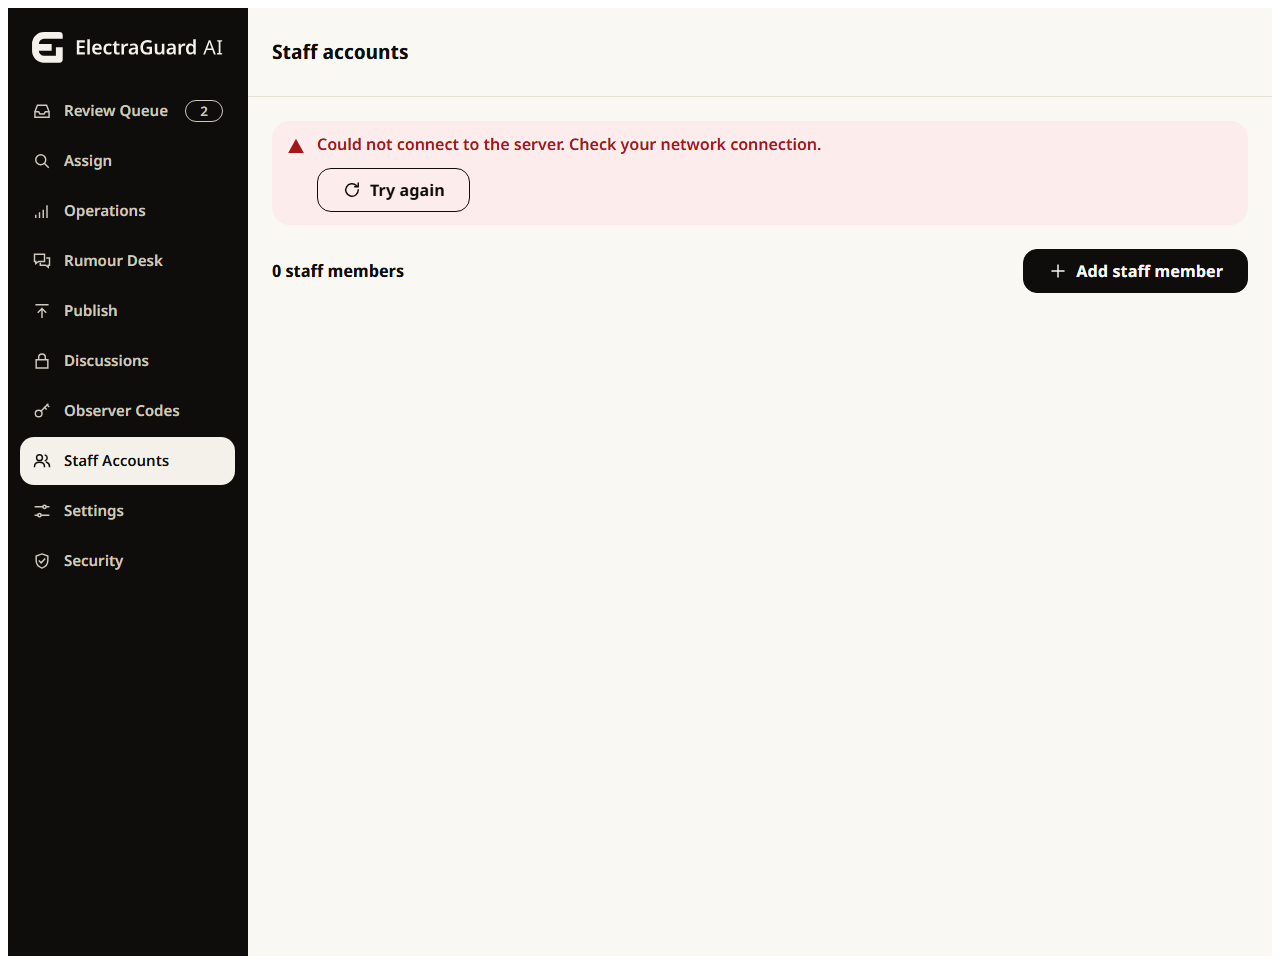 ElectraGuard AI
Review Queue 2
Assign
Operations
Rumour Desk
Publish
Discussions
Observer Codes
Staff Accounts
Settings
Security
Staff accounts
Could not connect to the server. Check your network connection.
Try again
0 staff members
Add staff member